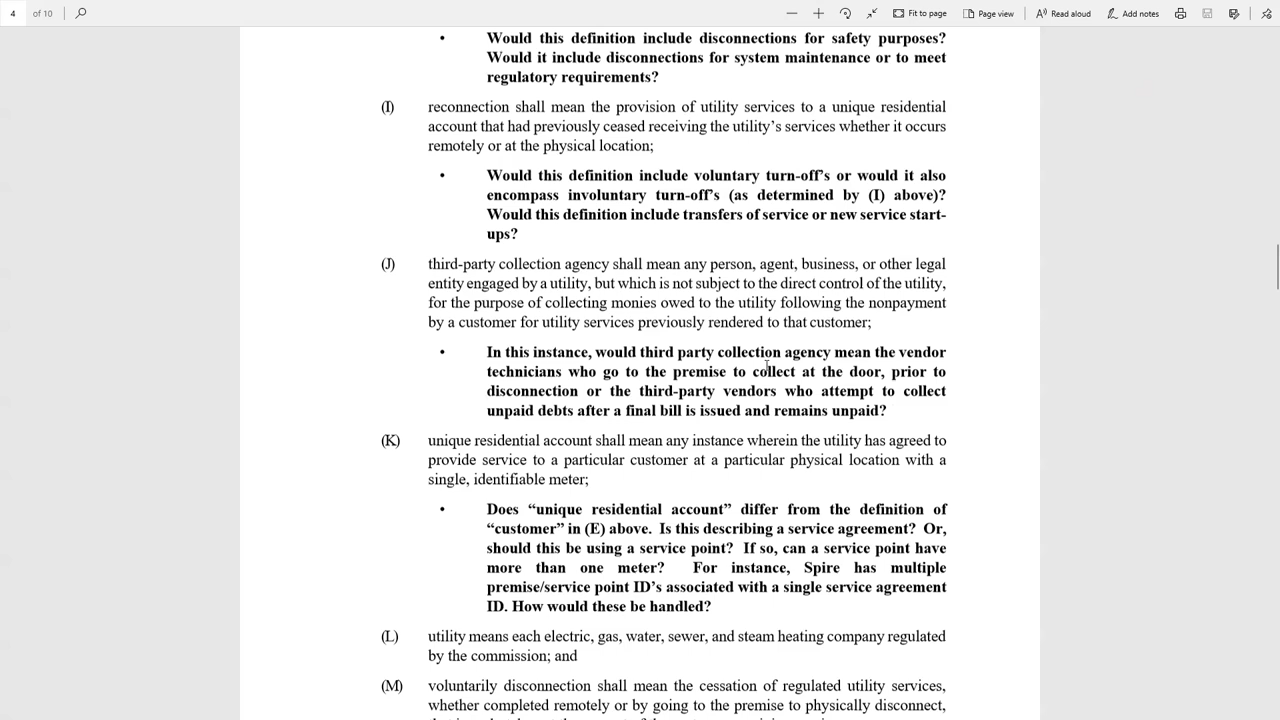 4 of 10 Fit to page Page view Read aloud Add notes
• Would this definition include disconnections for safety purposes?
Would it include disconnections for system maintenance or to meet
regulatory requirements?
(I) reconnection shall mean the provision of utility services to a unique residential
account that had previously ceased receiving the utility’s services whether it occurs
remotely or at the physical location;
• Would this definition include voluntary turn-off’s or would it also
encompass involuntary turn-off’s (as determined by (I) above)?
Would this definition include transfers of service or new service start-
ups?
(J) third-party collection agency shall mean any person, agent, business, or other legal
entity engaged by a utility, but which is not subject to the direct control of the utility,
for the purpose of collecting monies owed to the utility following the nonpayment
by a customer for utility services previously rendered to that customer;
• In this instance, would third party collection agency mean the vendor
technicians who go to the premise to collect at the door, prior to
disconnection or the third-party vendors who attempt to collect
unpaid debts after a final bill is issued and remains unpaid?
(K) unique residential account shall mean any instance wherein the utility has agreed to
provide service to a particular customer at a particular physical location with a
single, identifiable meter;
• Does “unique residential account” differ from the definition of
“customer” in (E) above. Is this describing a service agreement? Or,
should this be using a service point? If so, can a service point have
more than one meter? For instance, Spire has multiple
premise/service point ID’s associated with a single service agreement
ID. How would these be handled?
(L) utility means each electric, gas, water, sewer, and steam heating company regulated
by the commission; and
(M) voluntarily disconnection shall mean the cessation of regulated utility services,
whether completed remotely or by going to the premise to physically disconnect,